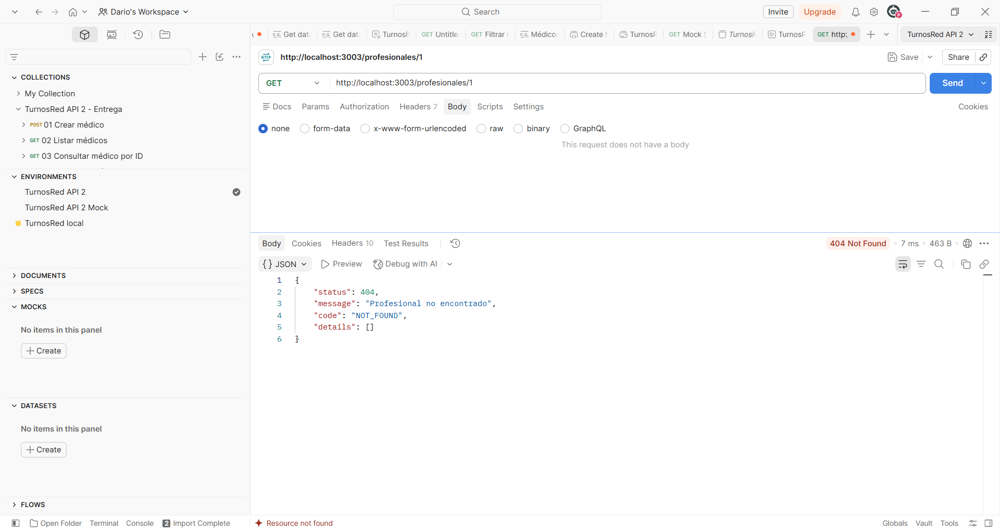 Dario's Workspace
Search
Invite
Upgrade
D
e.g. Get dat
e.g. Get dat
TurnosR
GET Untitle
GET Filtrar
e.g. Médico
Create
TurnosR
GET Mock
TurnosR
TurnosR
GET http:
TurnosRed API 2
COLLECTIONS
My Collection
TurnosRed API 2 - Entrega
POST 01 Crear médico
GET 02 Listar médicos
GET 03 Consultar médico por ID
ENVIRONMENTS
TurnosRed API 2
TurnosRed API 2 Mock
TurnosRed local
DOCUMENTS
SPECS
MOCKS
No items in this panel
Create
DATASETS
No items in this panel
Create
FLOWS
HTTP http://localhost:3003/profesionales/1
Save
Share
GET http://localhost:3003/profesionales/1
Send
Docs Params Authorization Headers 7 Body Scripts Settings
Cookies
none form-data x-www-form-urlencoded raw binary GraphQL
This request does not have a body
Body Cookies Headers 10 Test Results
404 Not Found • 7 ms • 463 B
{} JSON Preview Debug with AI
1 {
2 "status": 404,
3 "message": "Profesional no encontrado",
4 "code": "NOT_FOUND",
5 "details": []
6 }
Open Folder Terminal Console 2 Import Complete
Resource not found
Globals Vault Tools